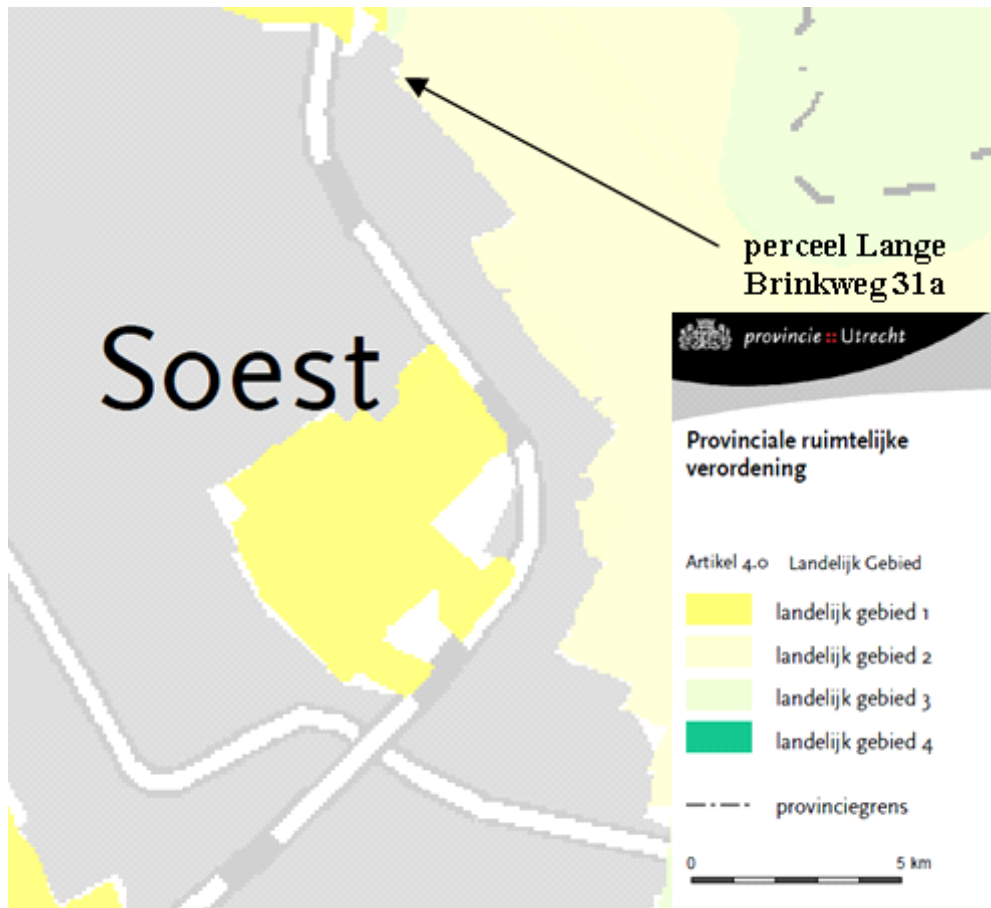 perceel Lange
Brinkweg 31a
Soest
provincie :: Utrecht
Provinciale ruimtelijke
verordening
Artikel 4.0 Landelijk Gebied
landelijk gebied 1
landelijk gebied 2
landelijk gebied 3
landelijk gebied 4
provinciegrens
0 5 km